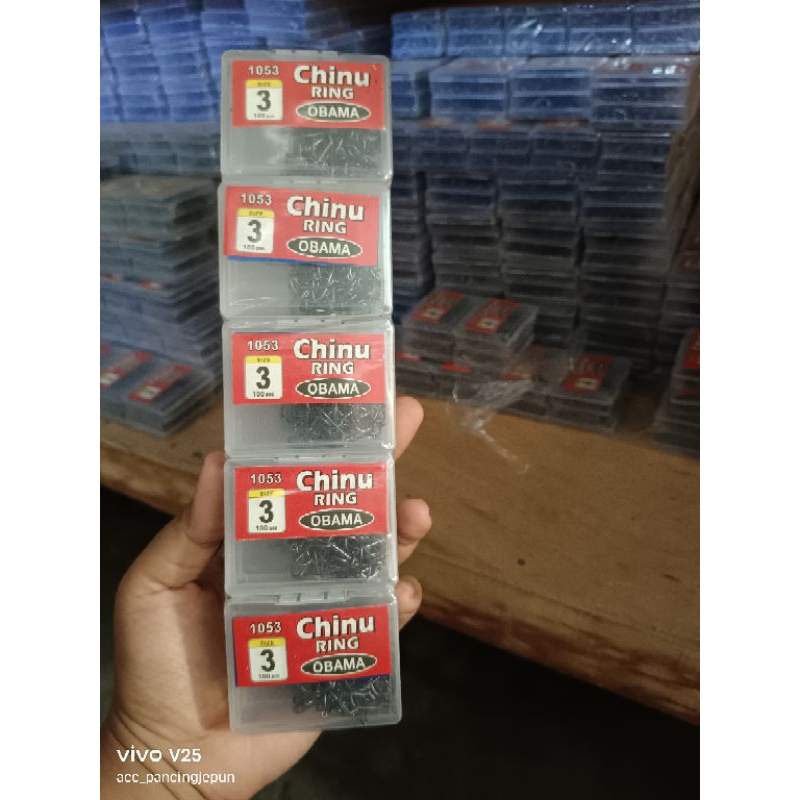 1053 Chinu
RING
SIZE
3
100 pcs
OBAMA
1053 Chinu
RING
SIZE
3
100 pcs
OBAMA
1053 Chinu
RING
SIZE
3
100 pcs
OBAMA
1053 Chinu
RING
SIZE
3
100 pcs
OBAMA
1053 Chinu
RING
SIZE
3
100 pcs
OBAMA
vivo V25
acc_pancingjepun